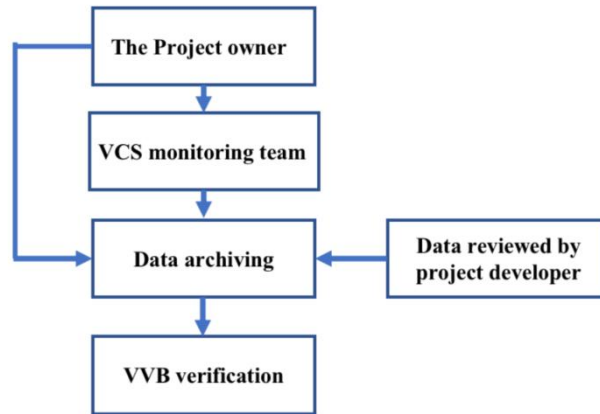 The Project owner
VCS monitoring team
Data archiving
Data reviewed by
project developer
VVB verification